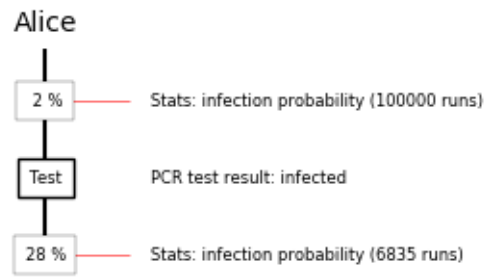 Alice
2 % Stats: infection probability (100000 runs)
Test PCR test result: infected
28 % Stats: infection probability (6835 runs)